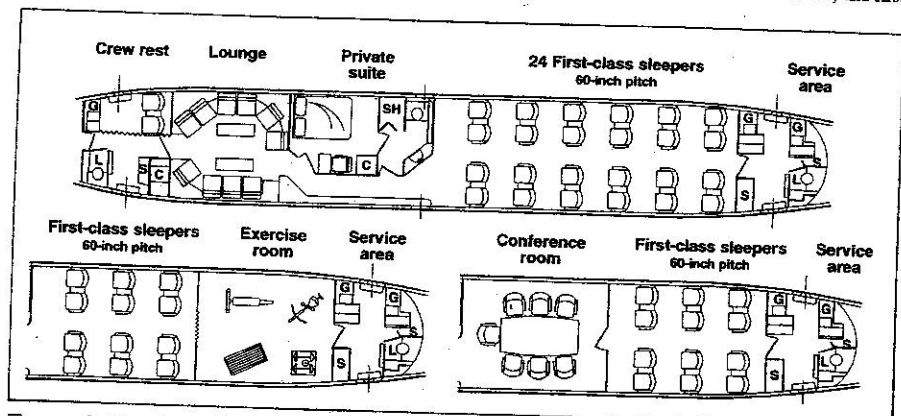 Crew rest
Lounge
Private
suite
24 First-class sleepers
60-inch pitch
Service
area
G
SH
G
G
L
S
C
C
S
S
L
First-class sleepers
60-inch pitch
Exercise
room
Service
area
Conference
room
First-class sleepers
60-inch pitch
Service
area
G
G
S
S
L
G
G
S
S
L